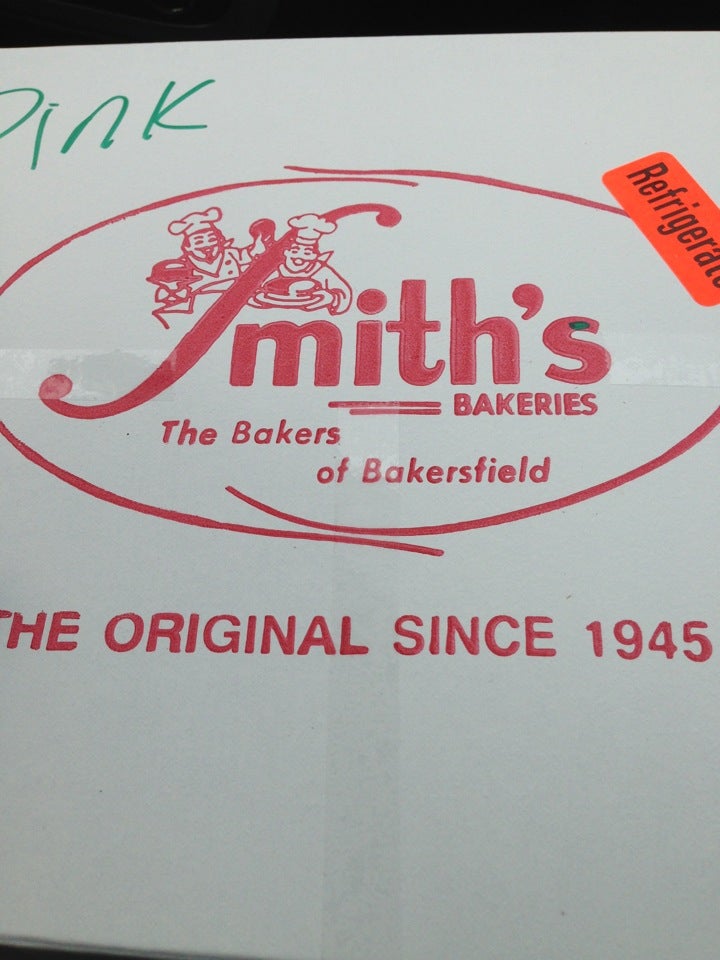 Pink
Refrigerate
Smith's
BAKERIES
The Bakers
of Bakersfield
THE ORIGINAL SINCE 1945